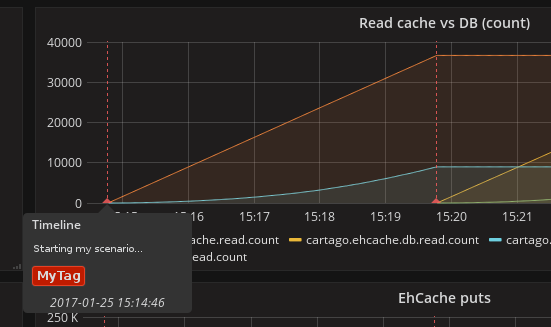 Read cache vs DB (count)
40000
30000
20000
10000
0
15:16 15:17 15:18 15:19 15:20 15:21
Timeline
Starting my scenario...
MyTag
2017-01-25 15:14:46
ache.read.count cartago.ehcache.db.read.count cartago.
read.count
EhCache puts
250 K